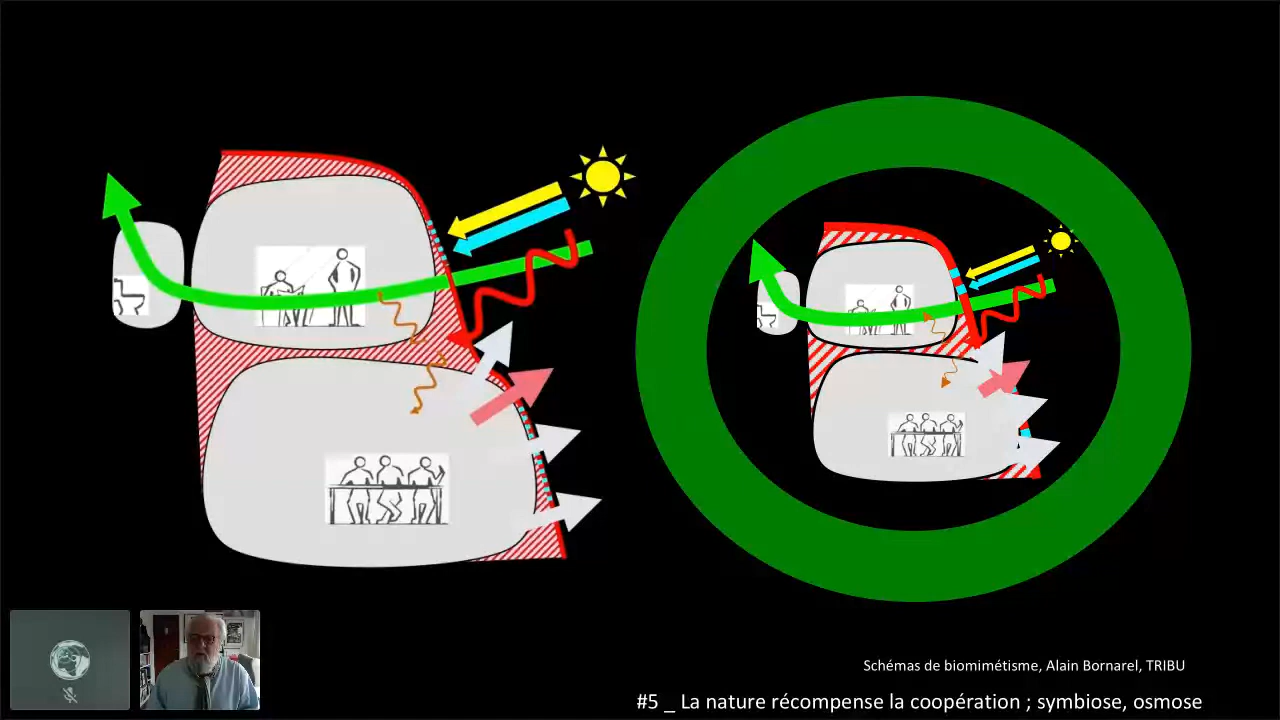 Schémas de biomimétisme, Alain Bornarel, TRIBU
#5 _ La nature récompense la coopération ; symbiose, osmose